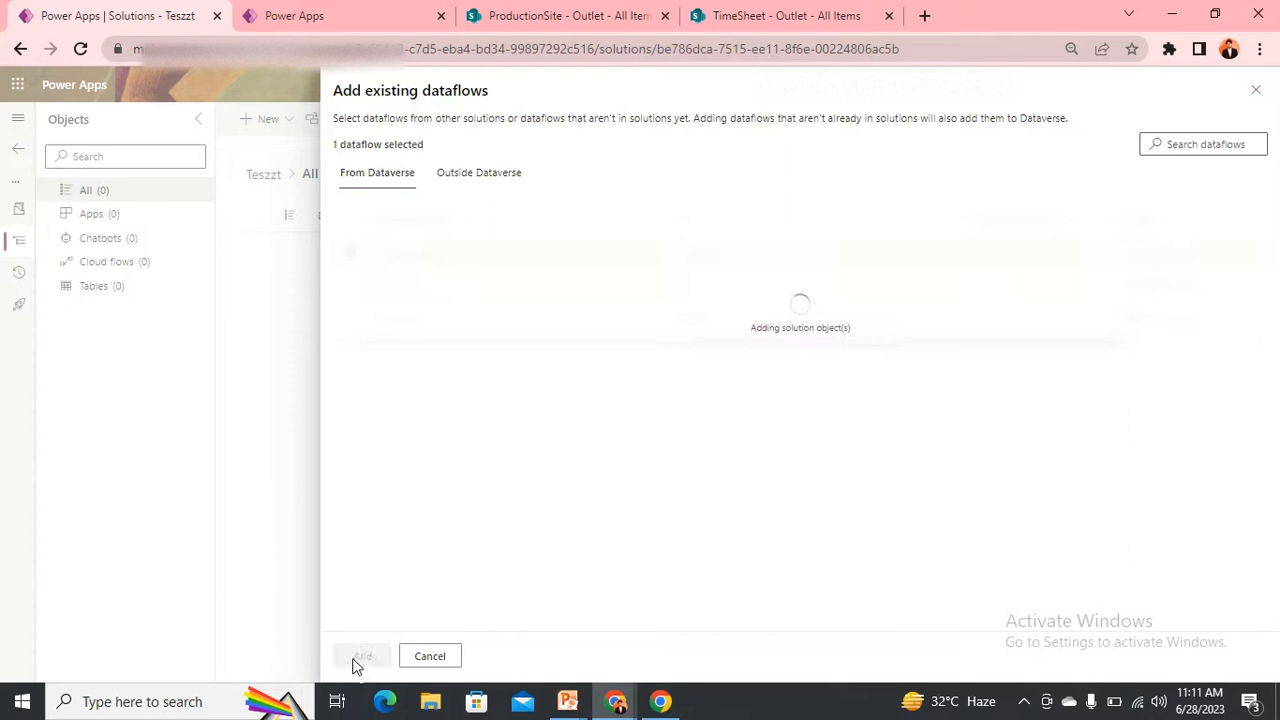 Power Apps | Solutions - Teszzt
Power Apps
ProductionSite - Outlet - All Item
TimeSheet - Outlet - All Items
-c7d5-eba4-bd34-99897292c516/solutions/be786dca-7515-ee11-8f6e-00224806ac5b
Power Apps
Add existing dataflows
Objects
New
Select dataflows from other solutions or dataflows that aren't in solutions yet. Adding dataflows that aren't already in solutions will also add them to Dataverse.
1 dataflow selected
Search dataflows
Search
From Dataverse
Outside Dataverse
Teszzt > All
All (0)
Apps (0)
Chatbots (0)
Cloud flows (0)
Tables (0)
Adding solution object(s)
Activate Windows
Go to Settings to activate Windows.
Add
Cancel
Type here to search
32°C Haze
11:11 AM
6/28/2023
3